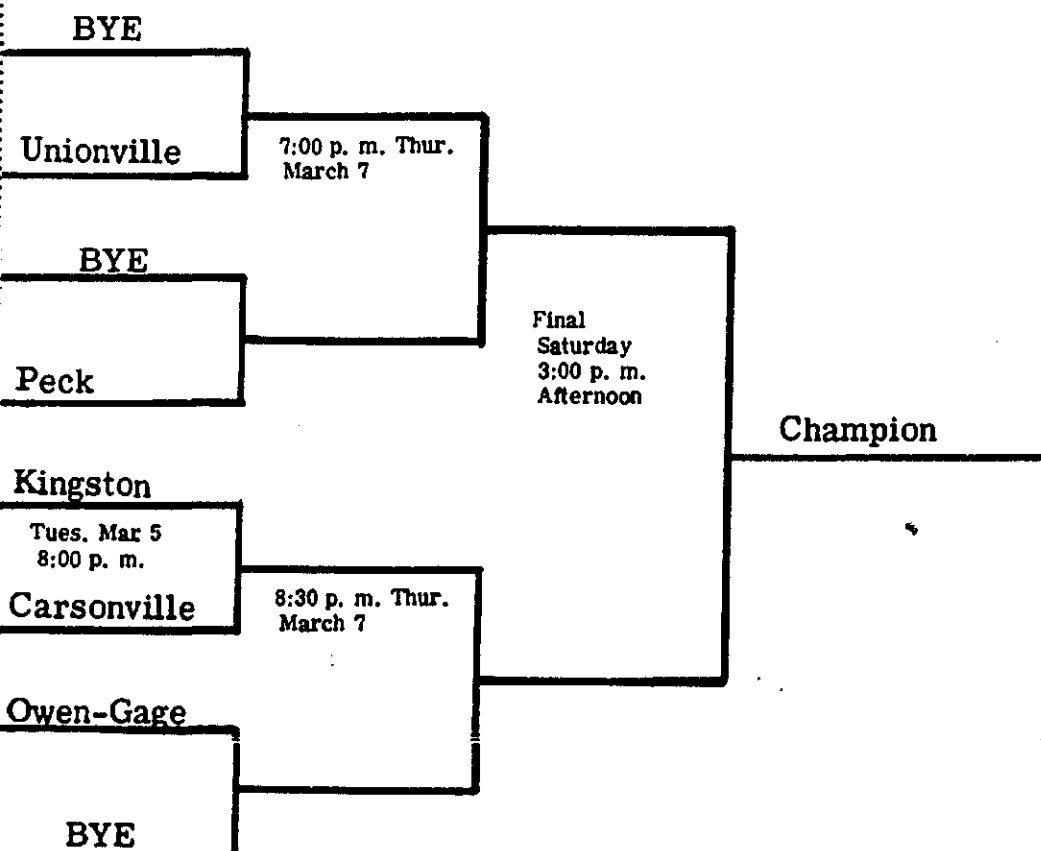 BYE
Unionville
7:00 p. m. Thur.
March 7
BYE
Peck
Final
Saturday
3:00 p. m.
Afternoon
Champion
Kingston
Tues. Mar 5
8:00 p. m.
Carsonville
8:30 p. m. Thur.
March 7
Owen-Gage
BYE